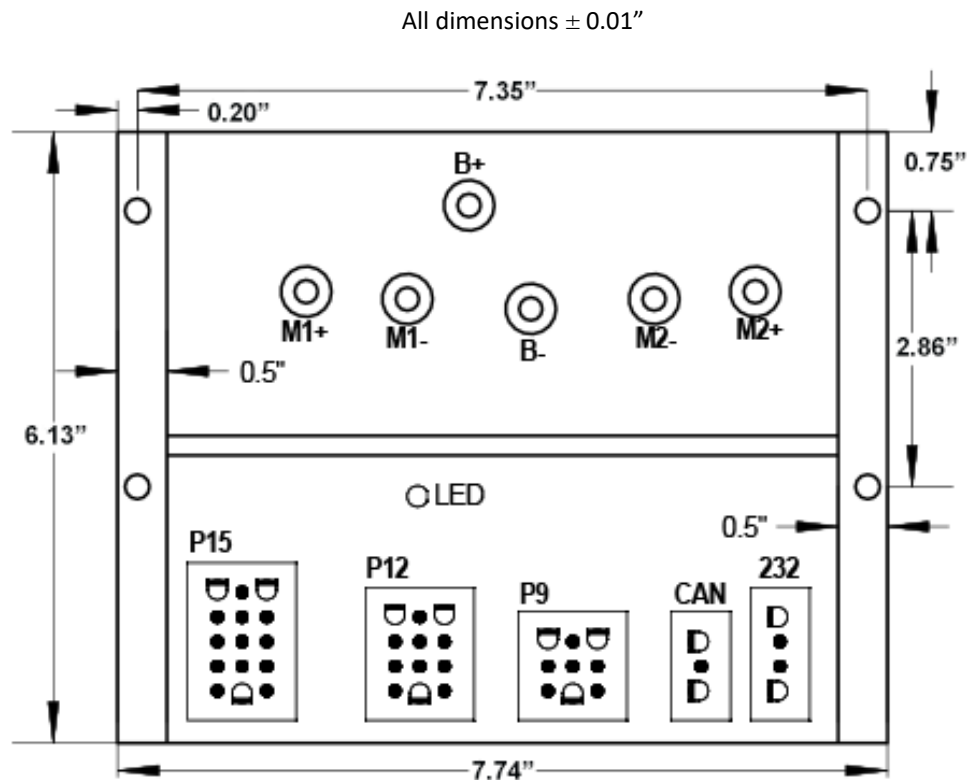 All dimensions ± 0.01”
7.35”
0.20”
B+
0.75”
M1+
M1-
B-
M2-
M2+
2.86”
0.5"
6.13”
LED
0.5"
P15
P12
P9
CAN
232
7.74”